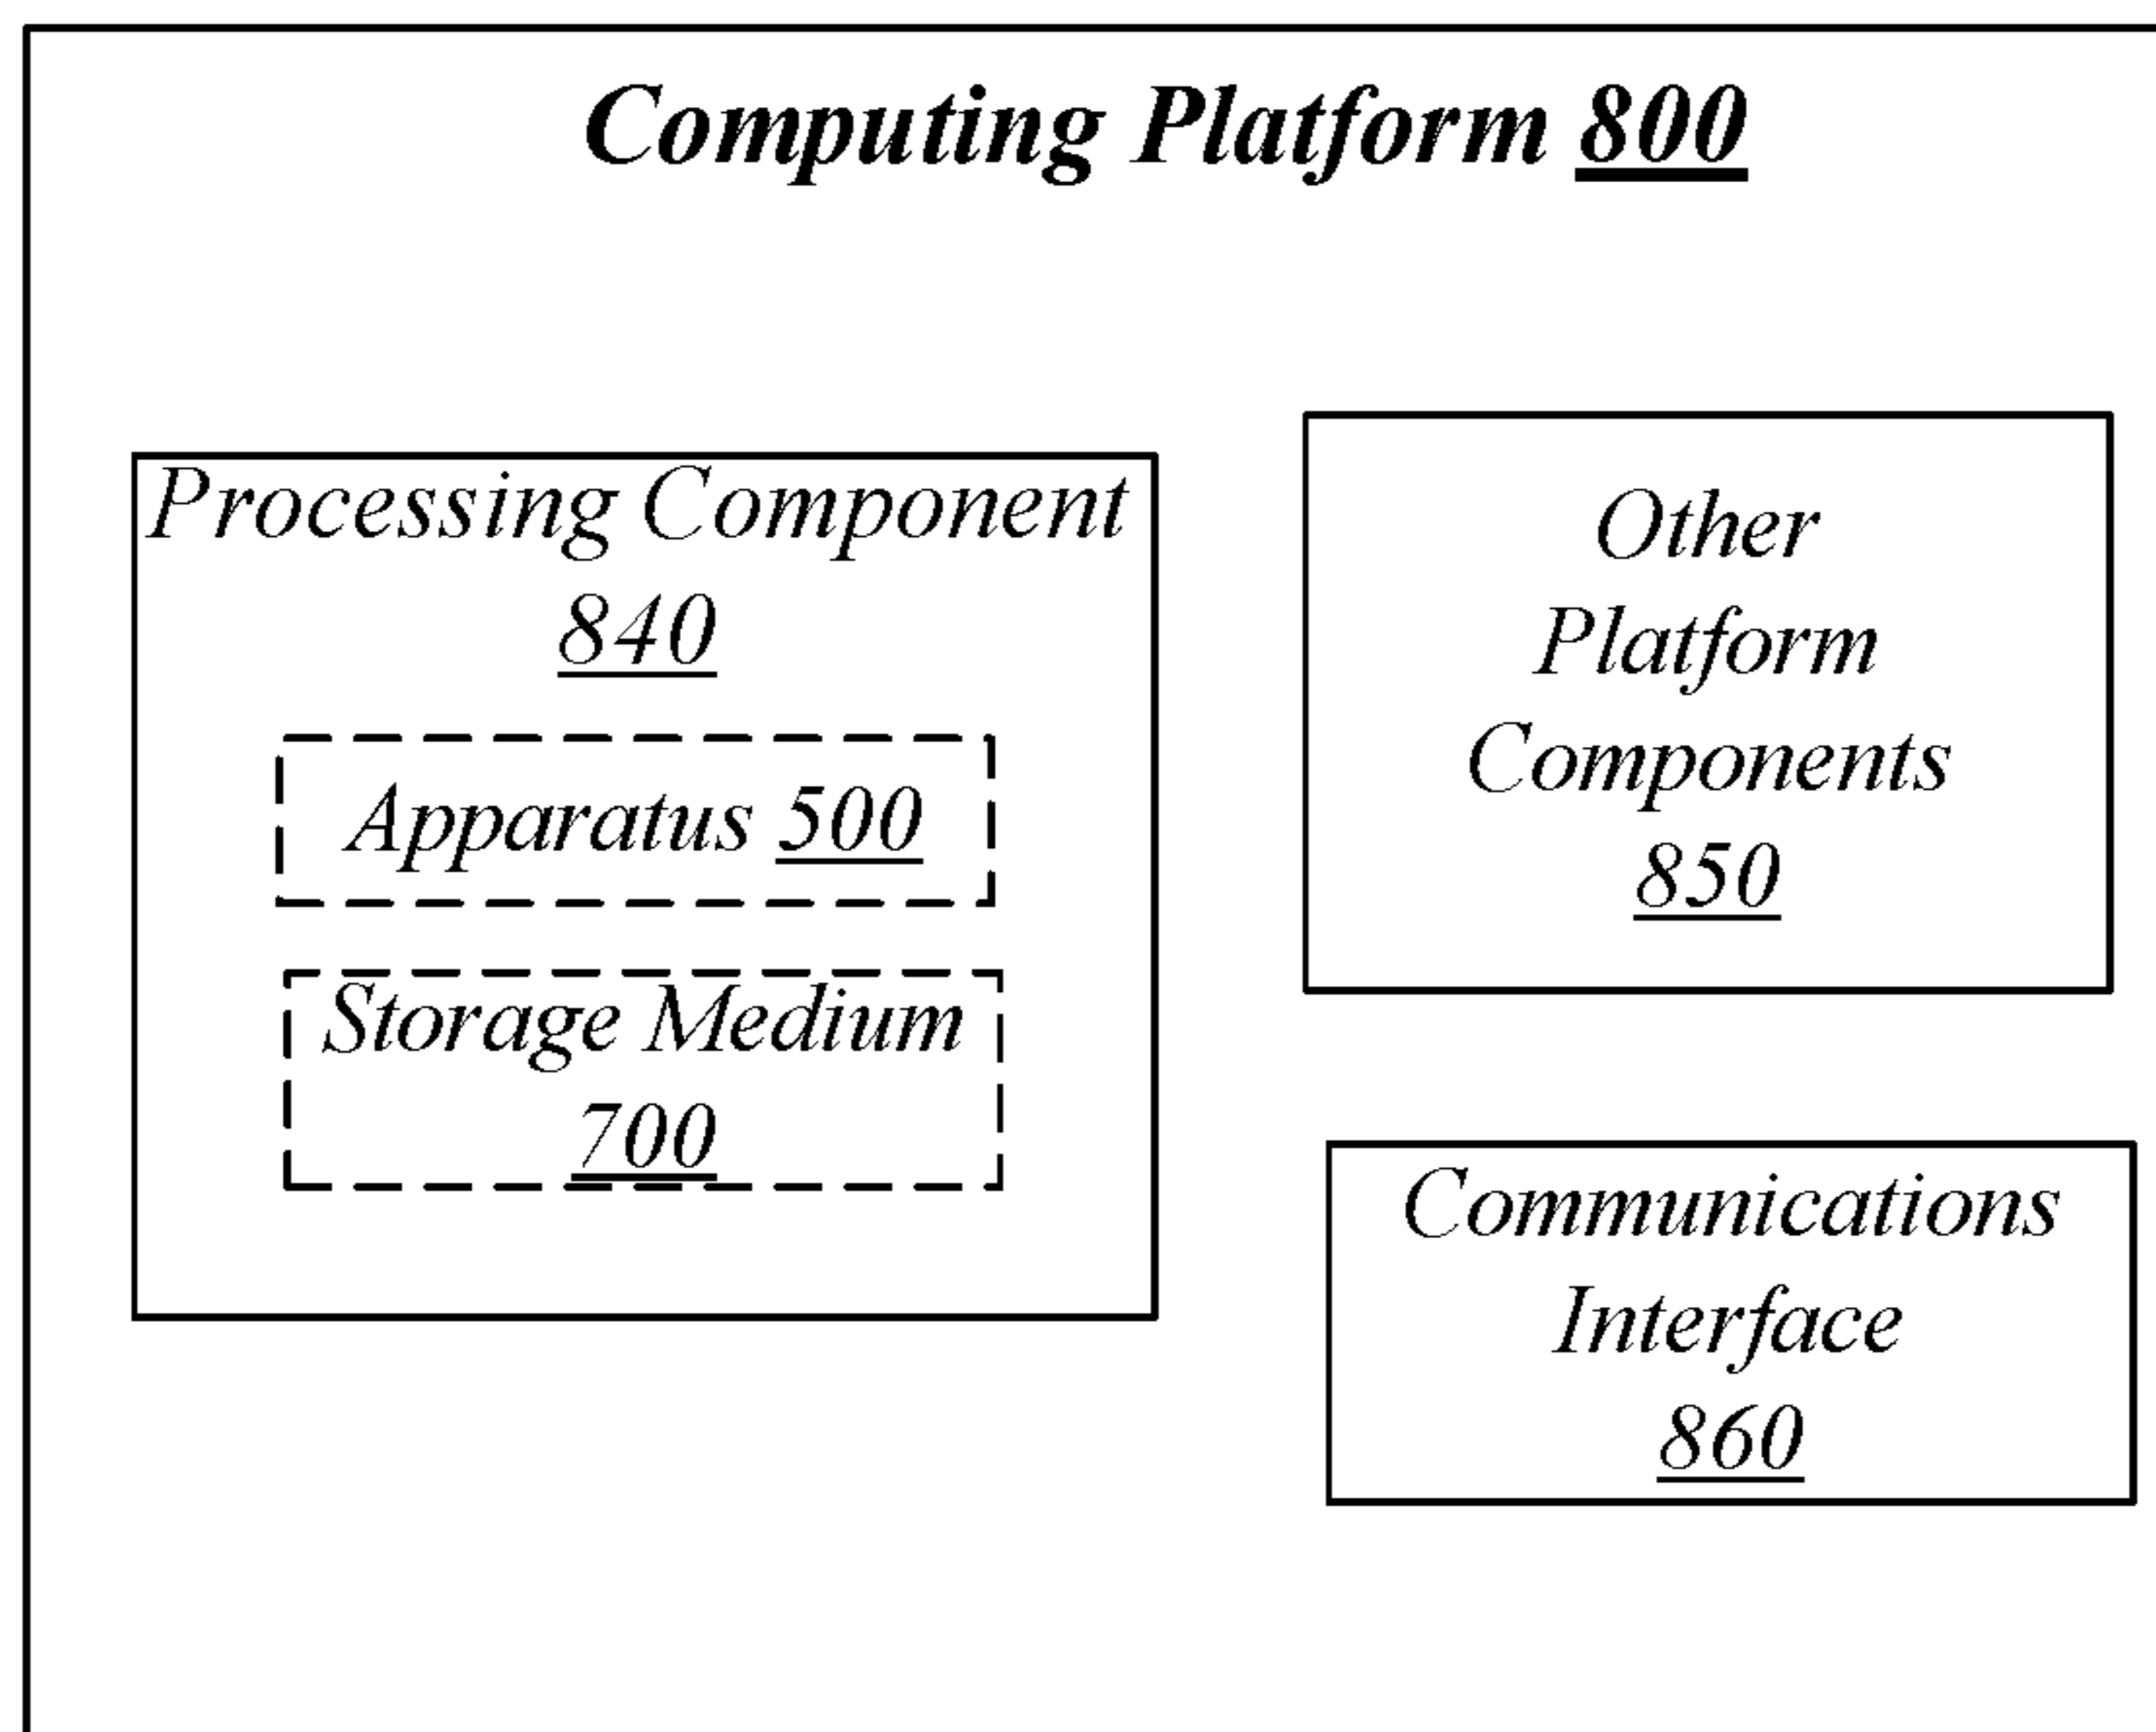 Computing Platform 800
Processing Component
840
Apparatus 500
Storage Medium
700
Other
Platform
Components
850
Communications
Interface
860